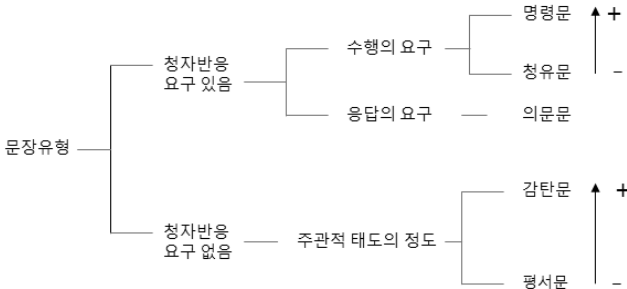 명령문 +
청자반응
요구 있음
수행의 요구
청유문 -
응답의 요구
의문문
문장유형
감탄문 +
청자반응
요구 없음
주관적 태도의 정도
평서문 -